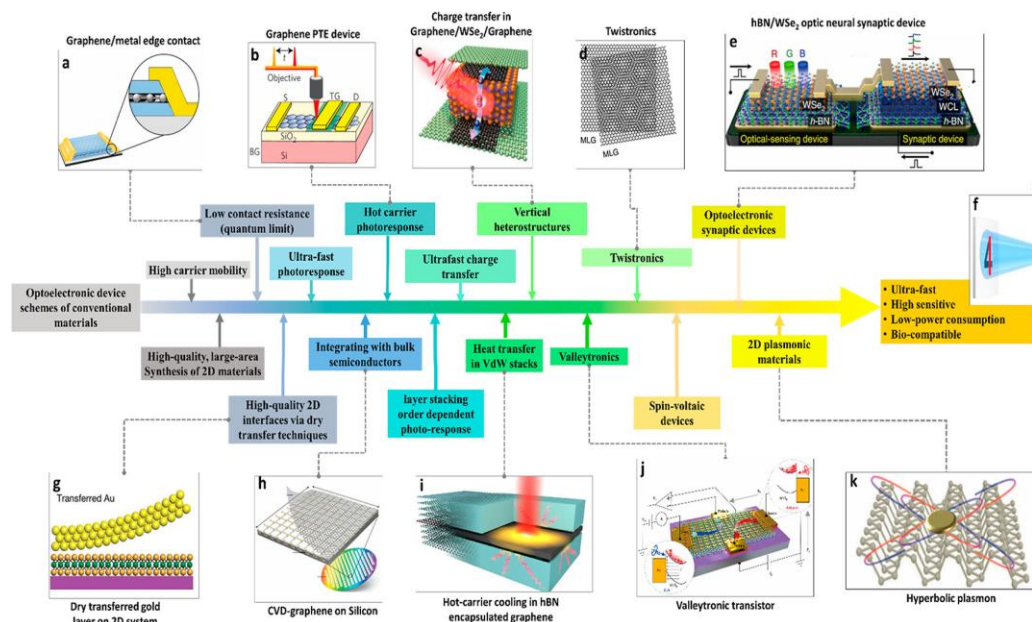 Graphene/metal edge contact
a
Graphene PTE device
b
t
Objective
S
TG
D
SiO2
BG
Si
Charge transfer in
Graphene/WSe2/Graphene
c
Twistronics
d
MLG
MLG
hBN/WSe2 optic neural synaptic device
e
R G B
WSe2
WSe2
WCL
h-BN
h-BN
Optical-sensing device
Synaptic device
f
Low contact resistance
(quantum limit)
Hot carrier
photoresponse
Vertical
heterostructures
Optoelectronic
synaptic devices
High carrier mobility
Ultra-fast
photoresponse
Ultrafast charge
transfer
Twistronics
Optoelectronic device
schemes of conventional
materials
• Ultra-fast
• High sensitive
• Low-power consumption
• Bio-compatible
High-quality, large-area
Synthesis of 2D materials
Integrating with bulk
semiconductors
Heat transfer
in VdW stacks
Valleytronics
2D plasmonic
materials
High-quality 2D
interfaces via dry
transfer techniques
layer stacking
order dependent
photo-response
Spin-voltaic
devices
g
Transferred Au
Dry transferred gold
layer on 2D system
h
CVD-graphene on Silicon
i
Hot-carrier cooling in hBN
encapsulated graphene
j
Valleytronic transistor
k
Hyperbolic plasmon